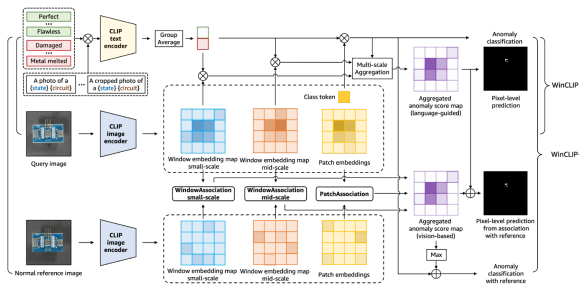 Perfect
...
Flawless
Damaged
...
Metal melted
CLIP
text
encoder
Group
Average
A photo of a
{state} {circuit}
...
A cropped photo of
a {state} {circuit}
Multi-scale
Aggregation
Anomaly
classification
Class token
Aggregated
anomaly score map
(language-guided)
Pixel-level
prediction
WinCLIP
Query image
CLIP
image
encoder
Window embedding map
small-scale
Window embedding map
mid-scale
Patch embeddings
WinCLIP+
WindowAssociation
small-scale
WindowAssociation
mid-scale
PatchAssociation
Aggregated
anomaly score map
(vision-based)
Pixel-level prediction
from association
with reference
Normal reference image
CLIP
image
encoder
Window embedding map
small-scale
Window embedding map
mid-scale
Patch embeddings
Max
Anomaly
classification
with reference